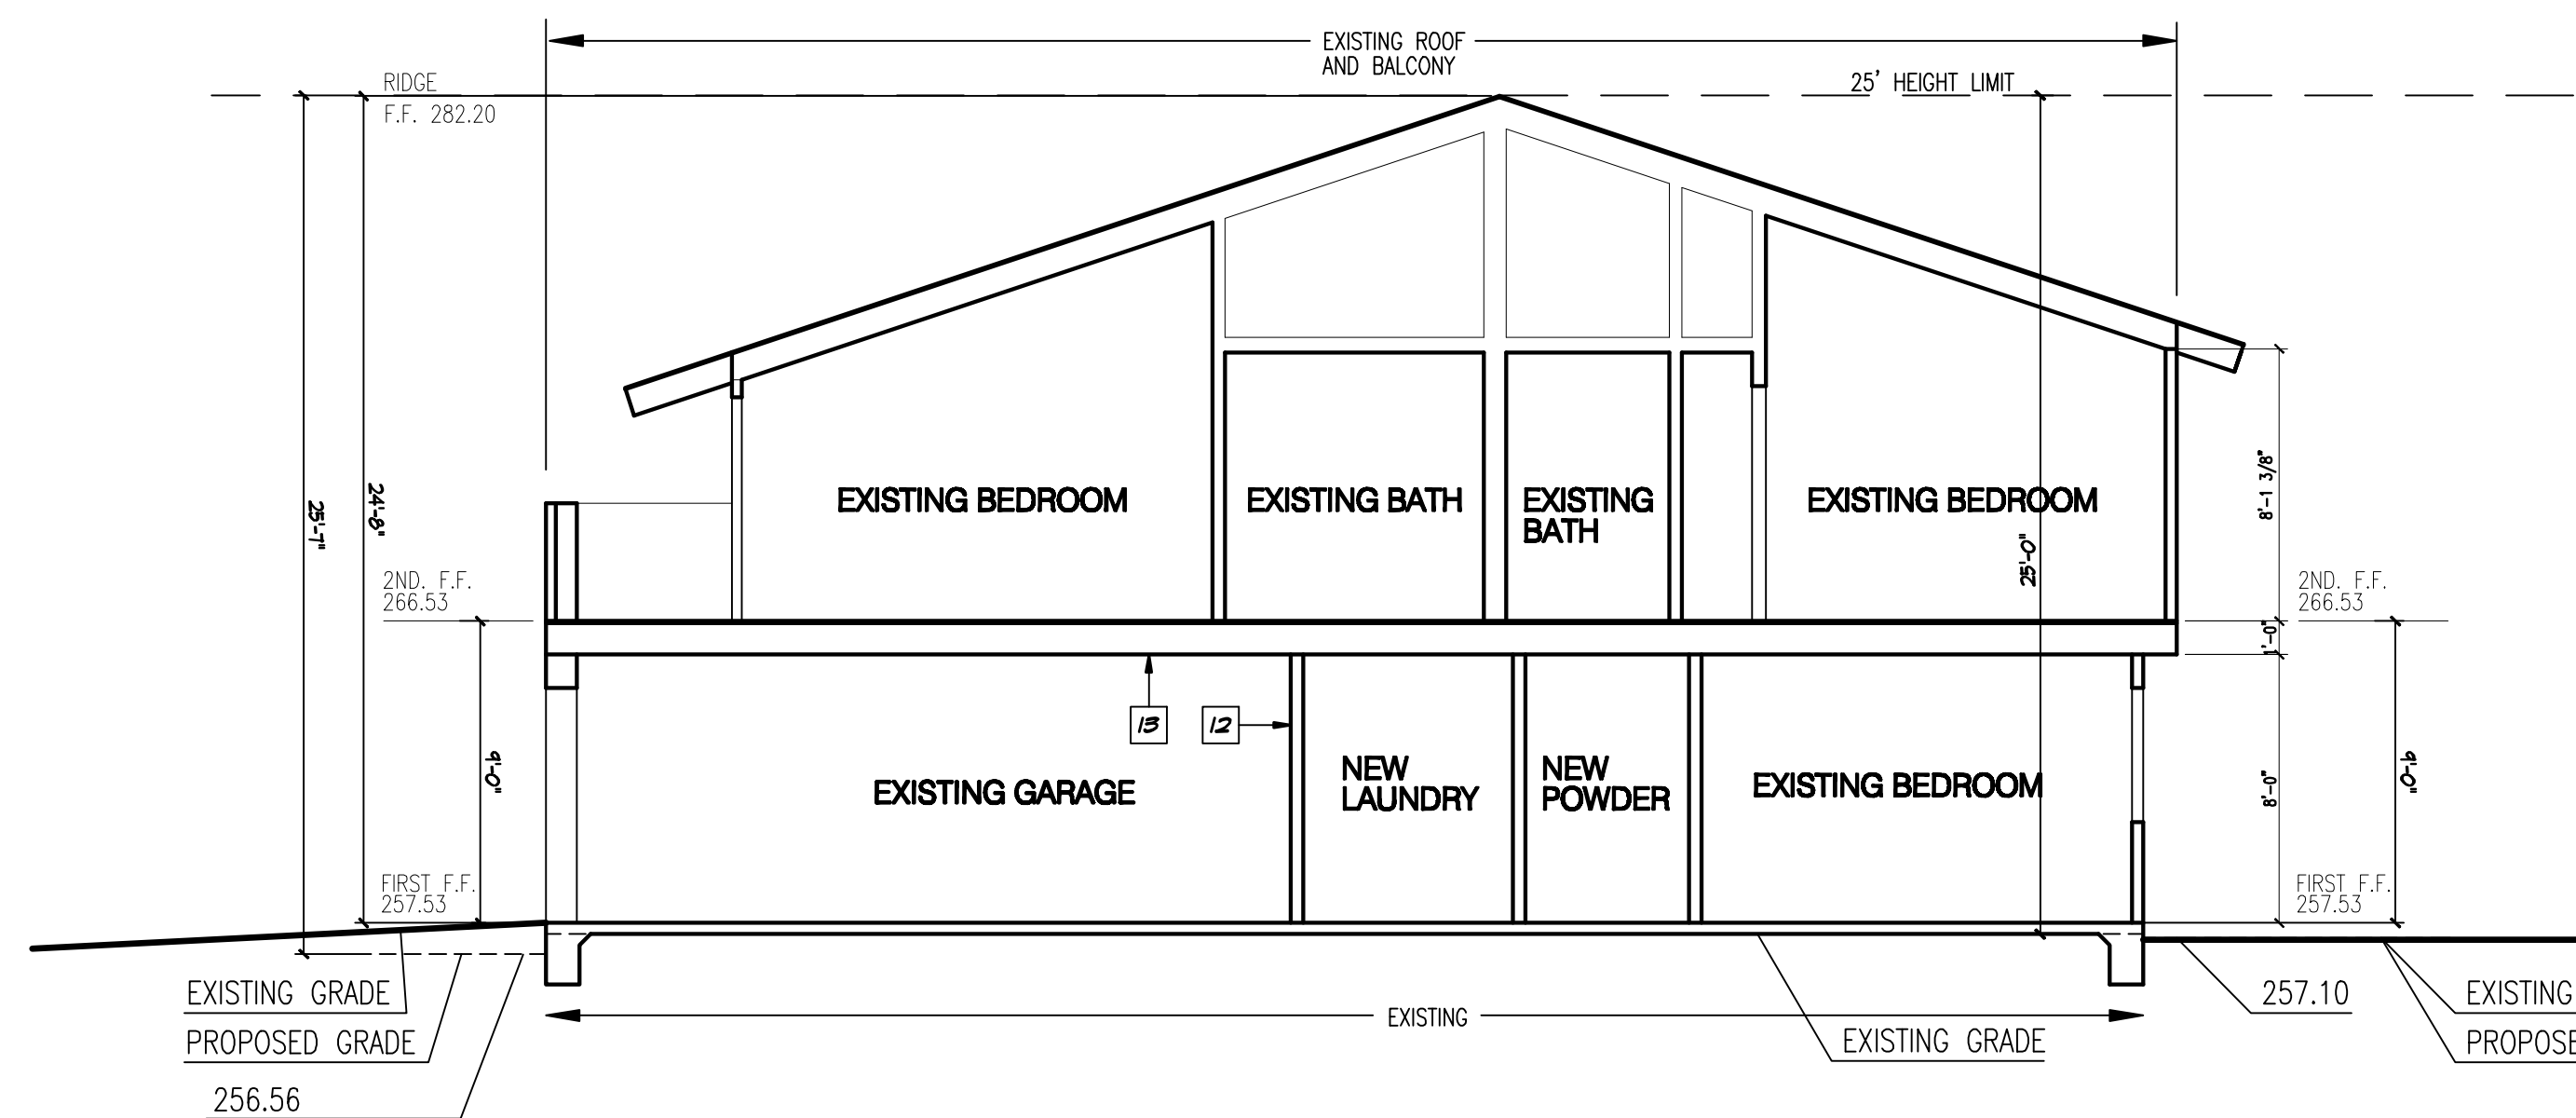 EXISTING ROOF
AND BALCONY
RIDGE
F.F. 282.20
25' HEIGHT LIMIT
25'-7"
24'-8"
EXISTING BEDROOM
EXISTING BATH
EXISTING
BATH
EXISTING BEDROOM
25'-0"
8'-1 3/8"
2ND. F.F.
266.53
2ND. F.F.
266.53
1'-0"
13
12
9'-0"
EXISTING GARAGE
NEW
LAUNDRY
NEW
POWDER
EXISTING BEDROOM
8'-0"
9'-0"
FIRST F.F.
257.53
FIRST F.F.
257.53
EXISTING GRADE
PROPOSED GRADE
256.56
EXISTING
EXISTING GRADE
257.10
EXISTING
PROPOSE